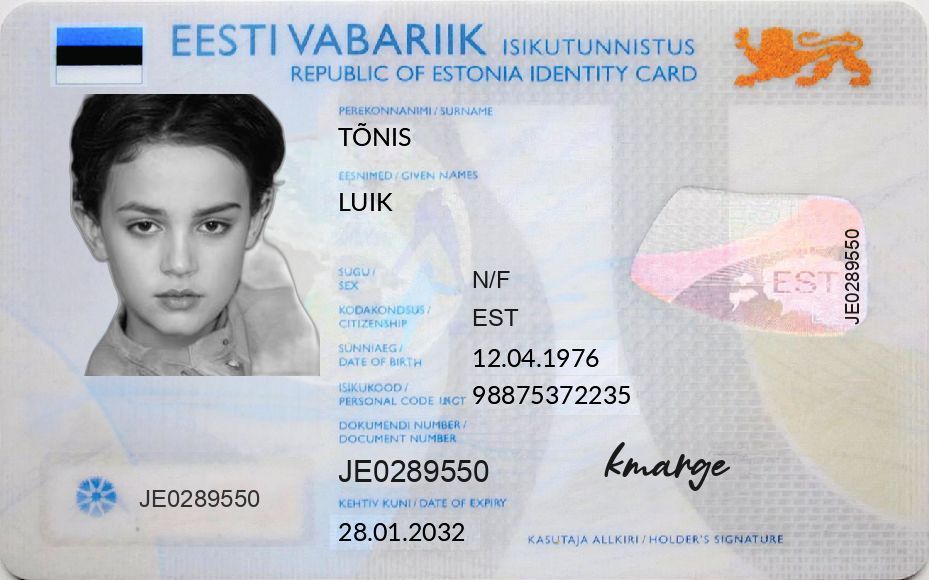 EESTI VABARIIK ISIKUTUNNISTUS
REPUBLIC OF ESTONIA IDENTITY CARD
PEREKONNANIMI / SURNAME
TÕNIS
EESNIMED / GIVEN NAMES
LUIK
SUGU /
SEX
N/F
KODAKONDSUS /
CITIZENSHIP
EST
SÜNNIAEG /
DATE OF BIRTH
12.04.1976
ISIKUKOOD /
PERSONAL CODE
98875372235
DOKUMENDI NUMBER /
DOCUMENT NUMBER
JE0289550
KEHTIV KUNI / DATE OF EXPIRY
28.01.2032
JE0289550
EST
JE0289550
kmarge
KASUTAJA ALLKIRI / HOLDER'S SIGNATURE